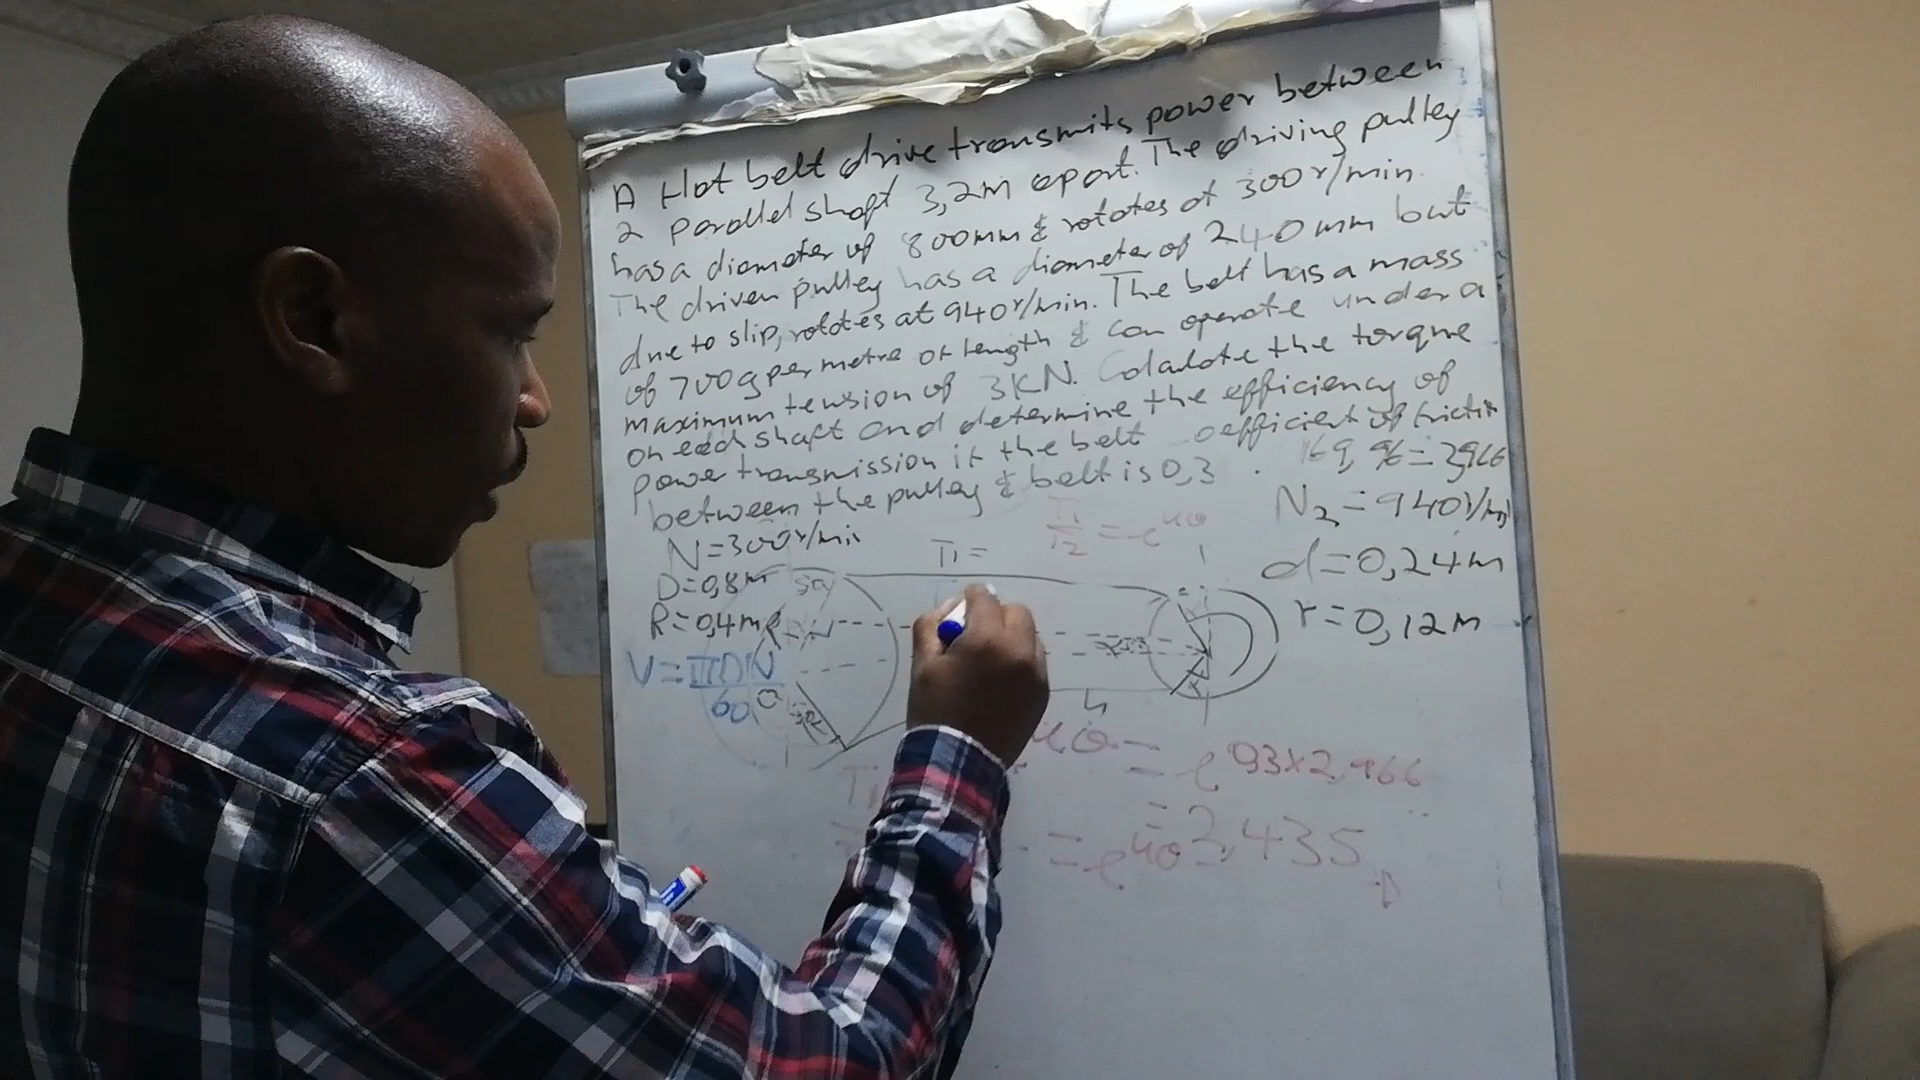 A flat belt drive transmits power between
2 parallel shaft 3,2m apart. The driving pulley
has a diameter of 800mm & rotates at 300r/min.
The driven pulley has a diameter of 240mm but
due to slip, rotates at 940r/min. The belt has a mass
of 700g per metre of length & can operate under a
maximum tension of 3KN. Calculate the torque
on each shaft and determine the efficiency of
power transmission if the belt coefficient of friction
between the pulley & belt is 0,3
N=300r/min
D=0,8m
R=0,4m
V=πDN
60
T1 =
T1/T2 = e^μθ
N2=940r/min
d=0,24m
r=0,12m
μθ = e 0,3x2,966
= e^μθ = 2,435